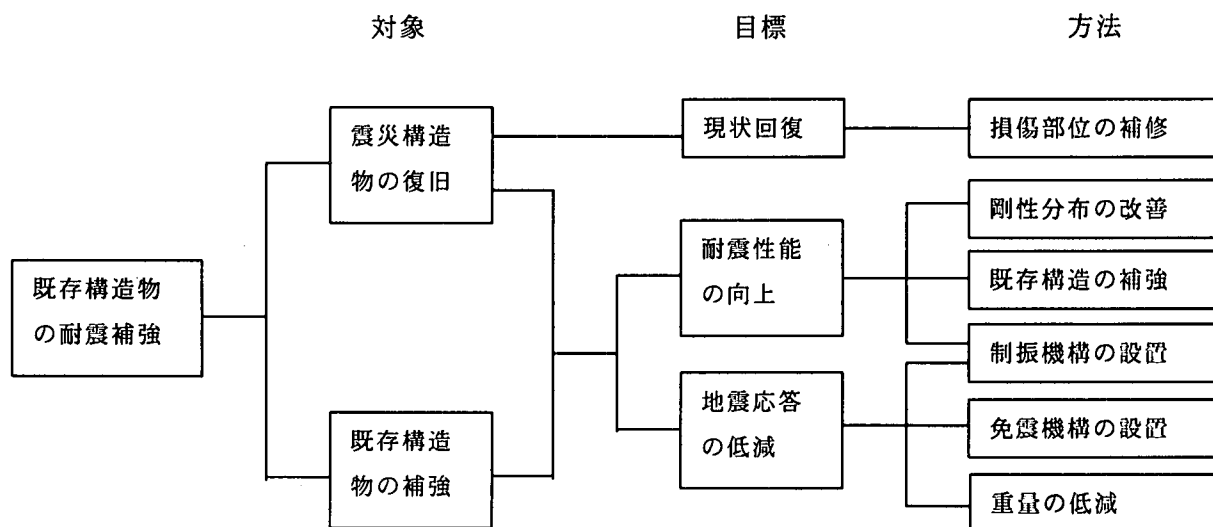 対象
目標
方法
既存構造物
の耐震補強
震災構造
物の復旧
既存構造
物の補強
現状回復
耐震性能
の向上
地震応答
の低減
損傷部位の補修
剛性分布の改善
既存構造の補強
制振機構の設置
免震機構の設置
重量の低減